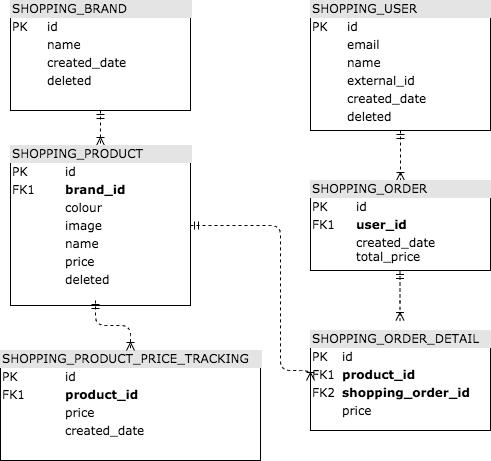 SHOPPING_BRAND
PK id
name
created_date
deleted
SHOPPING_USER
PK id
email
name
external_id
created_date
deleted
SHOPPING_PRODUCT
PK id
FK1 brand_id
colour
image
name
price
deleted
SHOPPING_ORDER
PK id
FK1 user_id
created_date
total_price
SHOPPING_PRODUCT_PRICE_TRACKING
PK id
FK1 product_id
price
created_date
SHOPPING_ORDER_DETAIL
PK id
FK1 product_id
FK2 shopping_order_id
price